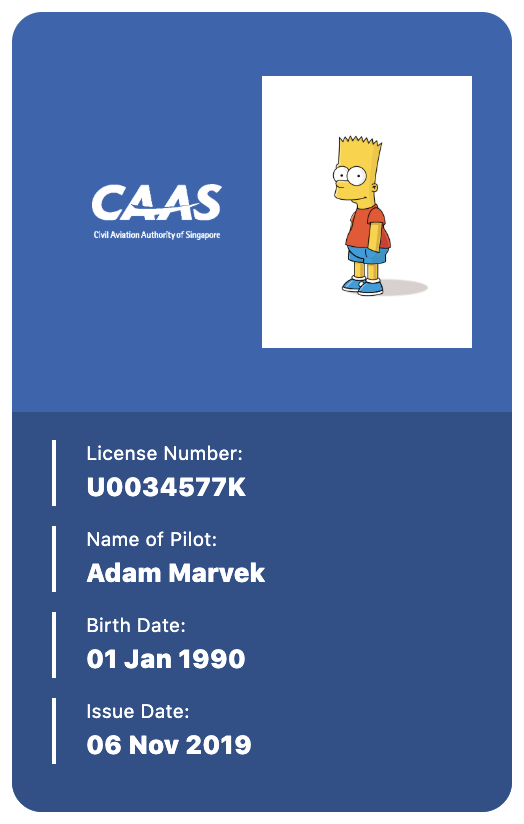 CAAS
Civil Aviation Authority of Singapore
License Number:
U0034577K
Name of Pilot:
Adam Marvek
Birth Date:
01 Jan 1990
Issue Date:
06 Nov 2019